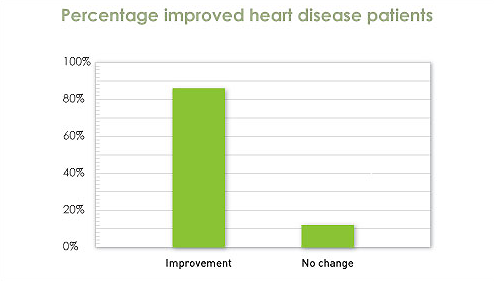 Percentage improved heart disease patients
100%
80%
60%
40%
20%
0%
Improvement
No change